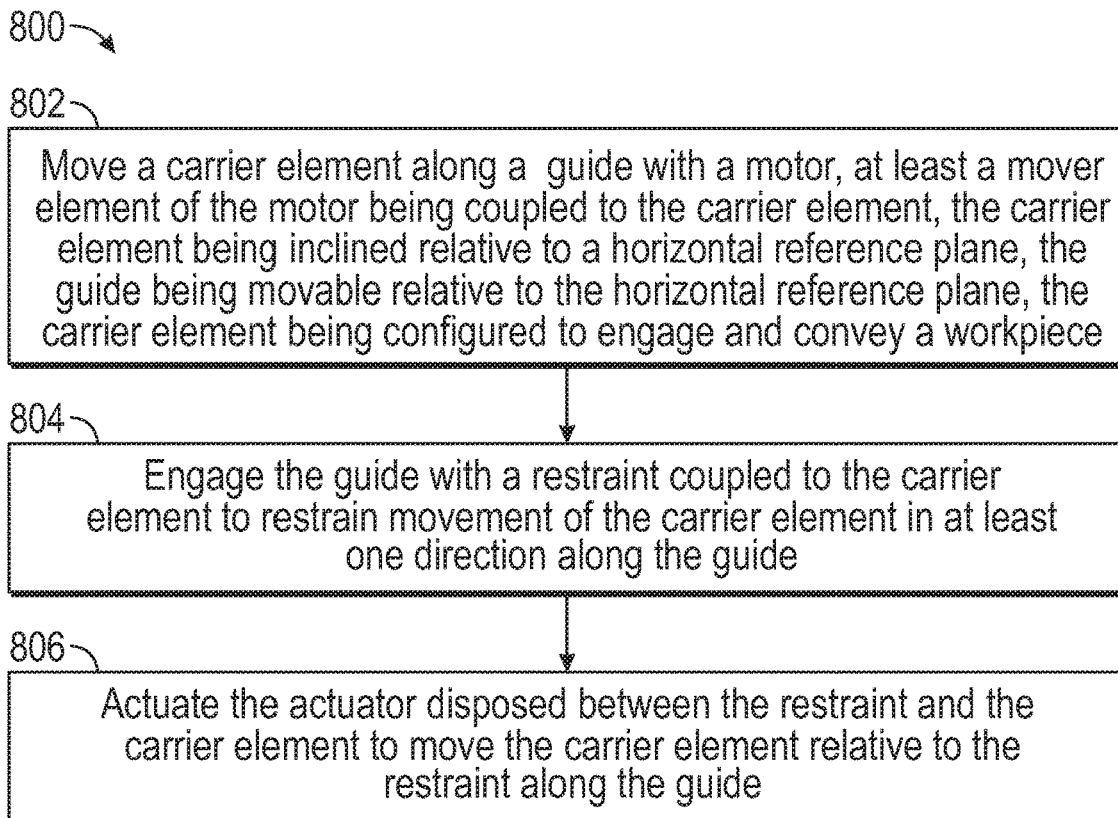 800
802
Move a carrier element along a guide with a motor, at least a mover
element of the motor being coupled to the carrier element, the carrier
element being inclined relative to a horizontal reference plane, the
guide being movable relative to the horizontal reference plane, the
carrier element being configured to engage and convey a workpiece
804
Engage the guide with a restraint coupled to the carrier
element to restrain movement of the carrier element in at least
one direction along the guide
806
Actuate the actuator disposed between the restraint and the
carrier element to move the carrier element relative to the
restraint along the guide